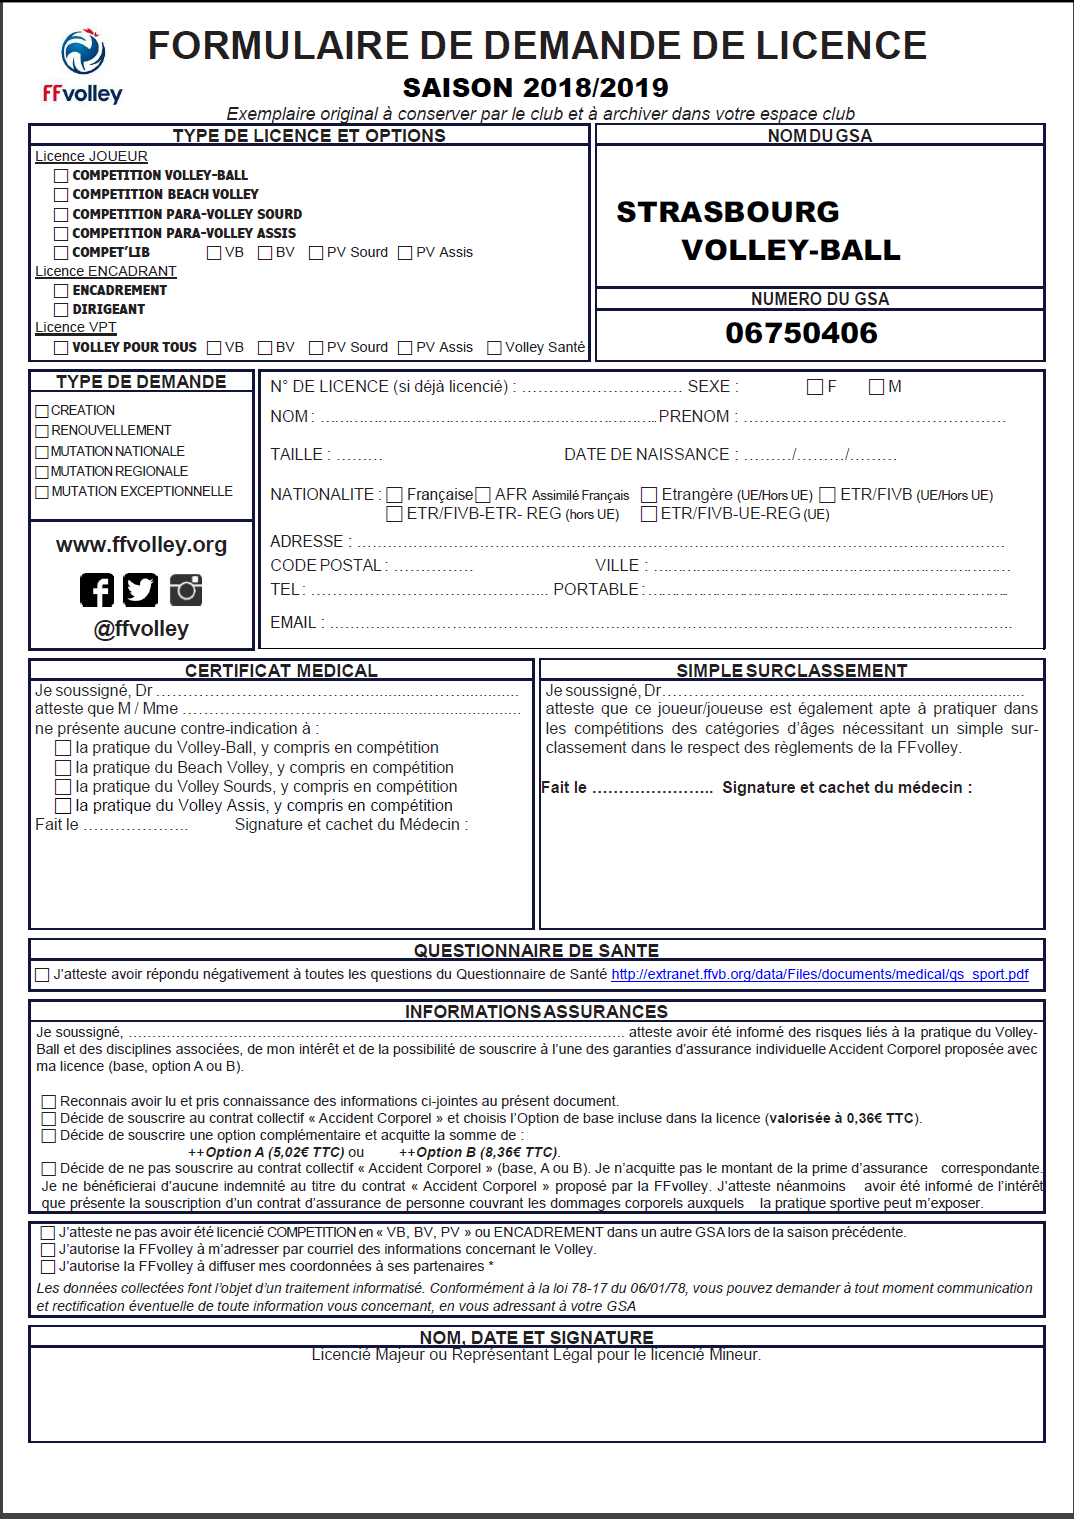 FFvolley
FORMULAIRE DE DEMANDE DE LICENCE
SAISON 2018/2019
Exemplaire original à conserver par le club et à archiver dans votre espace club
TYPE DE LICENCE ET OPTIONS
Licence JOUEUR
COMPETITION VOLLEY-BALL
COMPETITION BEACH VOLLEY
COMPETITION PARA-VOLLEY SOURD
COMPETITION PARA-VOLLEY ASSIS
COMPET’LIB VB BV PV Sourd PV Assis
Licence ENCADRANT
ENCADREMENT
DIRIGEANT
Licence VPT
VOLLEY POUR TOUS VB BV PV Sourd PV Assis Volley Santé
NOM DU GSA
STRASBOURG
VOLLEY-BALL
NUMERO DU GSA
06750406
TYPE DE DEMANDE
CREATION
RENOUVELLEMENT
MUTATION NATIONALE
MUTATION REGIONALE
MUTATION EXCEPTIONNELLE
www.ffvolley.org
@ffvolley
N° DE LICENCE (si déjà licencié) : ………………………… SEXE : F M
NOM : ……………………………………………………… PRENOM : …………………………………………
TAILLE : ……… DATE DE NAISSANCE : ………/………/………
NATIONALITE : Française AFR Assimilé Français Etrangère (UE/Hors UE) ETR/FIVB (UE/Hors UE)
ETR/FIVB-ETR- REG (hors UE) ETR/FIVB-UE-REG (UE)
ADRESSE : ……………………………………………………………………………………………
CODE POSTAL : …………… VILLE : ……………………………………………………
TEL : …………………………………….. PORTABLE : ……………………………………………………
EMAIL : …………………………………………………………………………………………………..
CERTIFICAT MEDICAL
Je soussigné, Dr ……………………………………………………
atteste que M / Mme ………………………………………………
ne présente aucune contre-indication à :
la pratique du Volley-Ball, y compris en compétition
la pratique du Beach Volley, y compris en compétition
la pratique du Volley Sourds, y compris en compétition
la pratique du Volley Assis, y compris en compétition
Fait le ……………….. Signature et cachet du Médecin :
SIMPLE SURCLASSEMENT
Je soussigné, Dr……………………………………………………
atteste que ce joueur/joueuse est également apte à pratiquer dans
les compétitions des catégories d’âges nécessitant un simple sur-
classement dans le respect des règlements de la FFvolley.
Fait le ………………….. Signature et cachet du médecin :
QUESTIONNAIRE DE SANTE
J’atteste avoir répondu négativement à toutes les questions du Questionnaire de Santé http://extranet.ffvb.org/data/Files/documents/medical/qs_sport.pdf
INFORMATIONS ASSURANCES
Je soussigné, ……………………………………………………………………………… atteste avoir été informé des risques liés à la pratique du Volley-
Ball et des disciplines associées, de mon intérêt et de la possibilité de souscrire à l’une des garanties d’assurance individuelle Accident Corporel proposée avec
ma licence (base, option A ou B).
Reconnais avoir lu et pris connaissance des informations ci-jointes au présent document.
Décide de souscrire au contrat collectif « Accident Corporel » et choisis l’Option de base incluse dans la licence (valorisée à 0,36€ TTC).
Décide de souscrire une option complémentaire et acquitte la somme de :
++Option A (5,02€ TTC) ou ++Option B (8,36€ TTC).
Décide de ne pas souscrire au contrat collectif « Accident Corporel » (base, A ou B). Je n’acquitte pas le montant de la prime d’assurance correspondante.
Je ne bénéficierai d’aucune indemnité au titre du contrat « Accident Corporel » proposé par la FFvolley. J’atteste néanmoins avoir été informé de l’intérêt
que présente la souscription d’un contrat d’assurance de personne couvrant les dommages corporels auxquels la pratique sportive peut m’exposer.
J’atteste ne pas avoir été licencié COMPETITION en « VB, BV, PV » ou ENCADREMENT dans un autre GSA lors de la saison précédente.
J’autorise la FFvolley à m’adresser par courriel des informations concernant le Volley.
J’autorise la FFvolley à diffuser mes coordonnées à ses partenaires *
Les données collectées font l’objet d’un traitement informatisé. Conformément à la loi 78-17 du 06/01/78, vous pouvez demander à tout moment communication
et rectification éventuelle de toute information vous concernant, en vous adressant à votre GSA
NOM, DATE ET SIGNATURE
Licencié Majeur ou Représentant Légal pour le licencié Mineur.